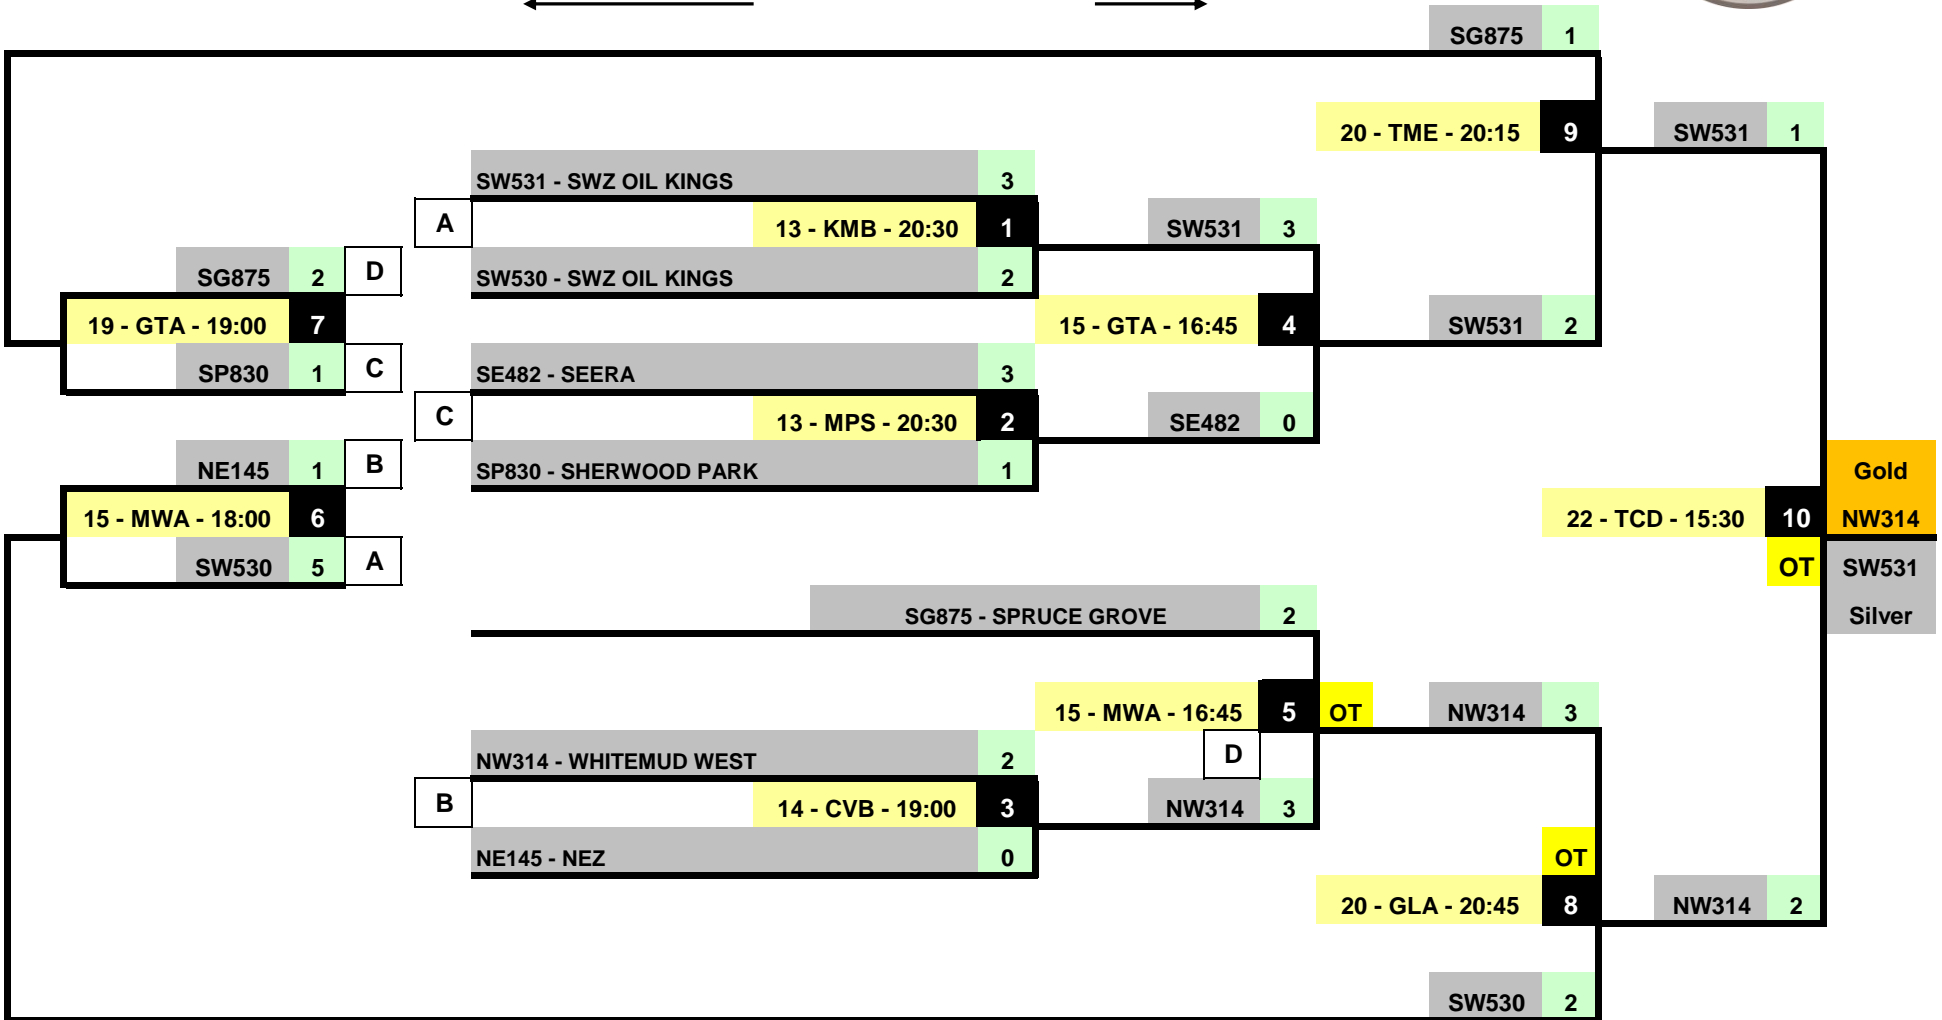 SG875 1
20 - TME - 20:15 9 SW531 1
SW531 - SWZ OIL KINGS 3
A 13 - KMB - 20:30 1 SW531 3
SG875 2 D SW530 - SWZ OIL KINGS 2
19 - GTA - 19:00 7 15 - GTA - 16:45 4 SW531 2
SP830 1 C SE482 - SEERA 3
C 13 - MPS - 20:30 2 SE482 0
NE145 1 B SP830 - SHERWOOD PARK 1 Gold
15 - MWA - 18:00 6 22 - TCD - 15:30 10 NW314
SW530 5 A OT SW531
SG875 - SPRUCE GROVE 2 Silver
15 - MWA - 16:45 5 OT NW314 3
NW314 - WHITEMUD WEST 2 D
B 14 - CVB - 19:00 3 NW314 3
NE145 - NEZ 0 OT
20 - GLA - 20:45 8 NW314 2
SW530 2